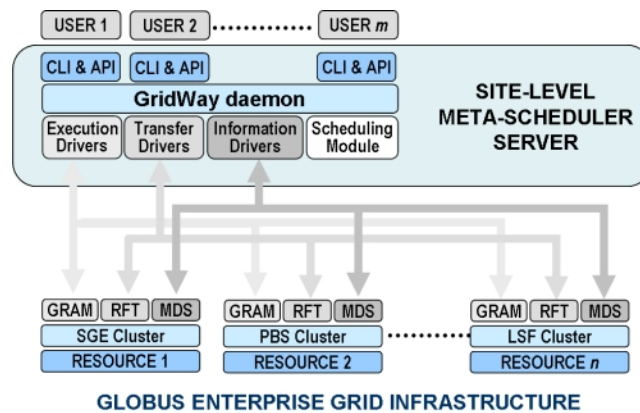 USER 1 USER 2 USER m
CLI & API CLI & API CLI & API
GridWay daemon
Execution Drivers
Transfer Drivers
Information Drivers
Scheduling Module
SITE-LEVEL
META-SCHEDULER
SERVER
GRAM RFT MDS GRAM RFT MDS GRAM RFT MDS
SGE Cluster PBS Cluster LSF Cluster
RESOURCE 1 RESOURCE 2 RESOURCE n
GLOBUS ENTERPRISE GRID INFRASTRUCTURE